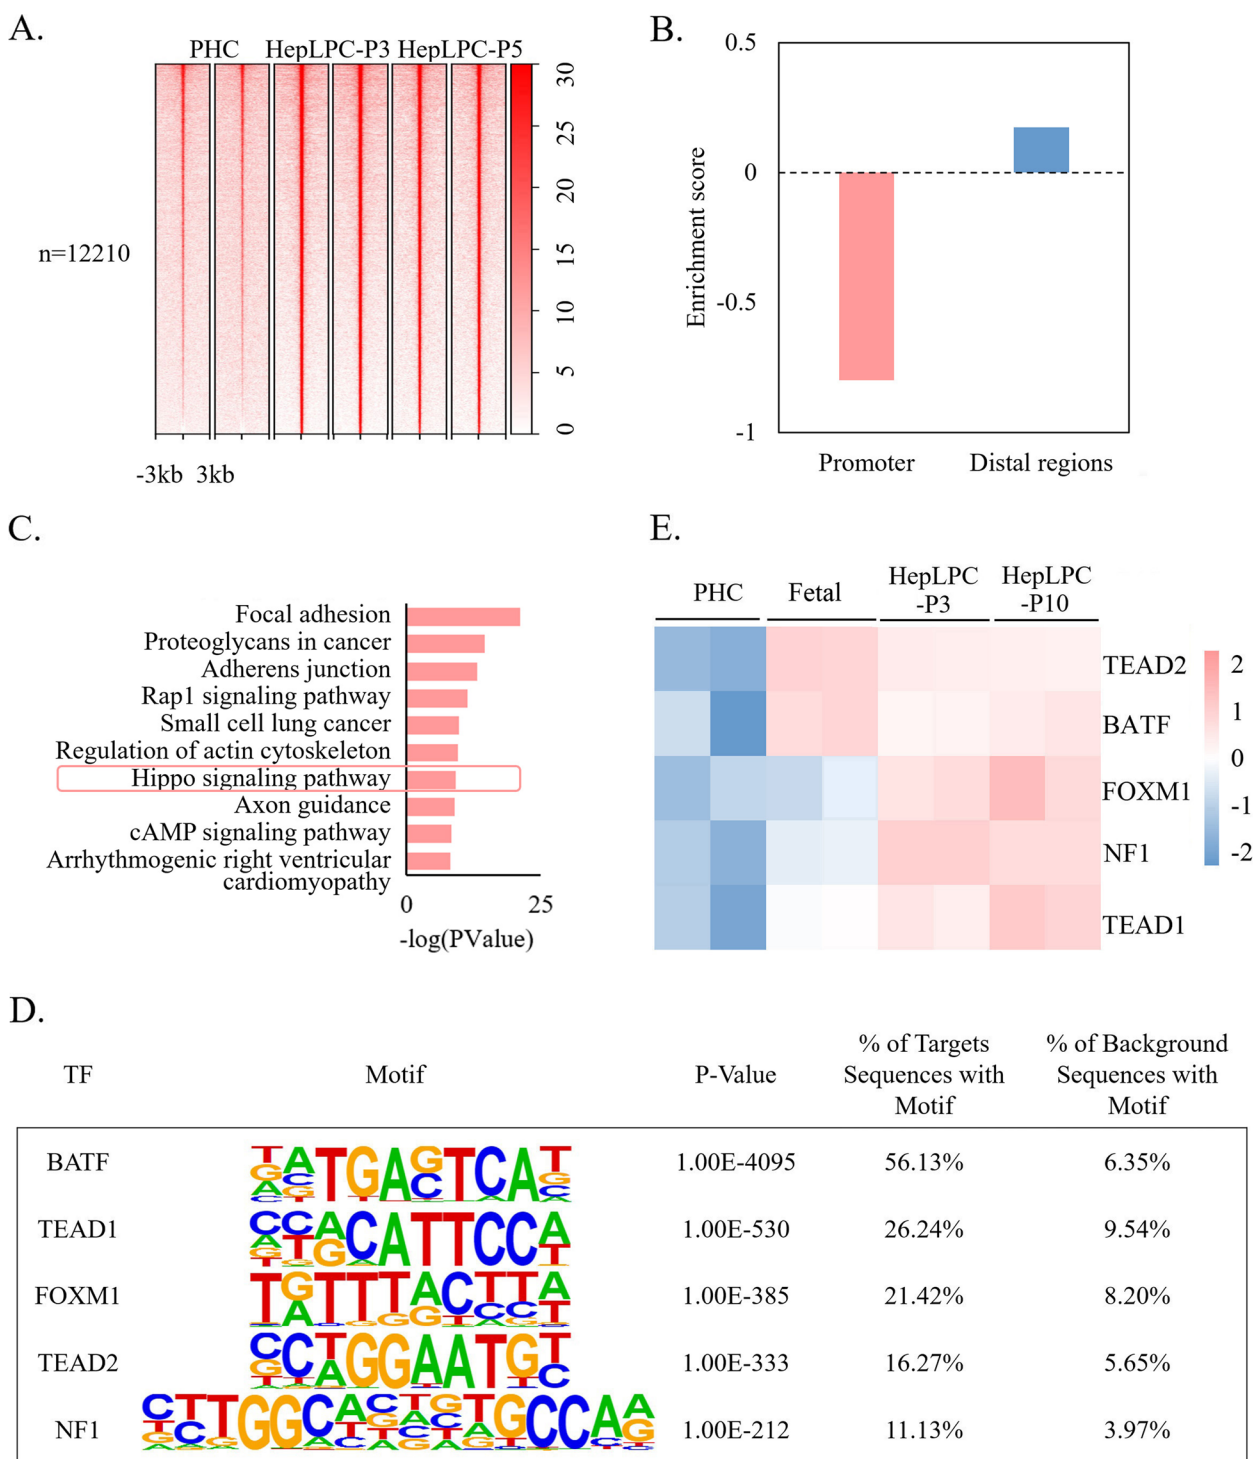 A.
PHC HepLPC-P3 HepLPC-P5
30
20
15
10
5
0
n=12210
-3kb 3kb
B.
0.5
0
-0.5
-1
Enrichment score
Promoter Distal regions
C.
Focal adhesion
Proteoglycans in cancer
Adherens junction
Rap1 signaling pathway
Small cell lung cancer
Regulation of actin cytoskeleton
Hippo signaling pathway
Axon guidance
cAMP signaling pathway
Arrhythmogenic right ventricular
cardiomyopathy
0 25
-log(PValue)
E.
PHC Fetal HepLPC
-P3 HepLPC
-P10
TEAD2
BATF
FOXM1
NF1
TEAD1
2
1
0
-1
-2
D.
TF Motif P-Value % of Targets
Sequences with
Motif % of Background
Sequences with
Motif
BATF TATGAGTCAT 1.00E-4095 56.13% 6.35%
TEAD1 CCACATTCCA 1.00E-530 26.24% 9.54%
FOXM1 TGTTTACTTA 1.00E-385 21.42% 8.20%
TEAD2 CCTGGAATGT 1.00E-333 16.27% 5.65%
NF1 CTTGGCACTGTGCCAA 1.00E-212 11.13% 3.97%